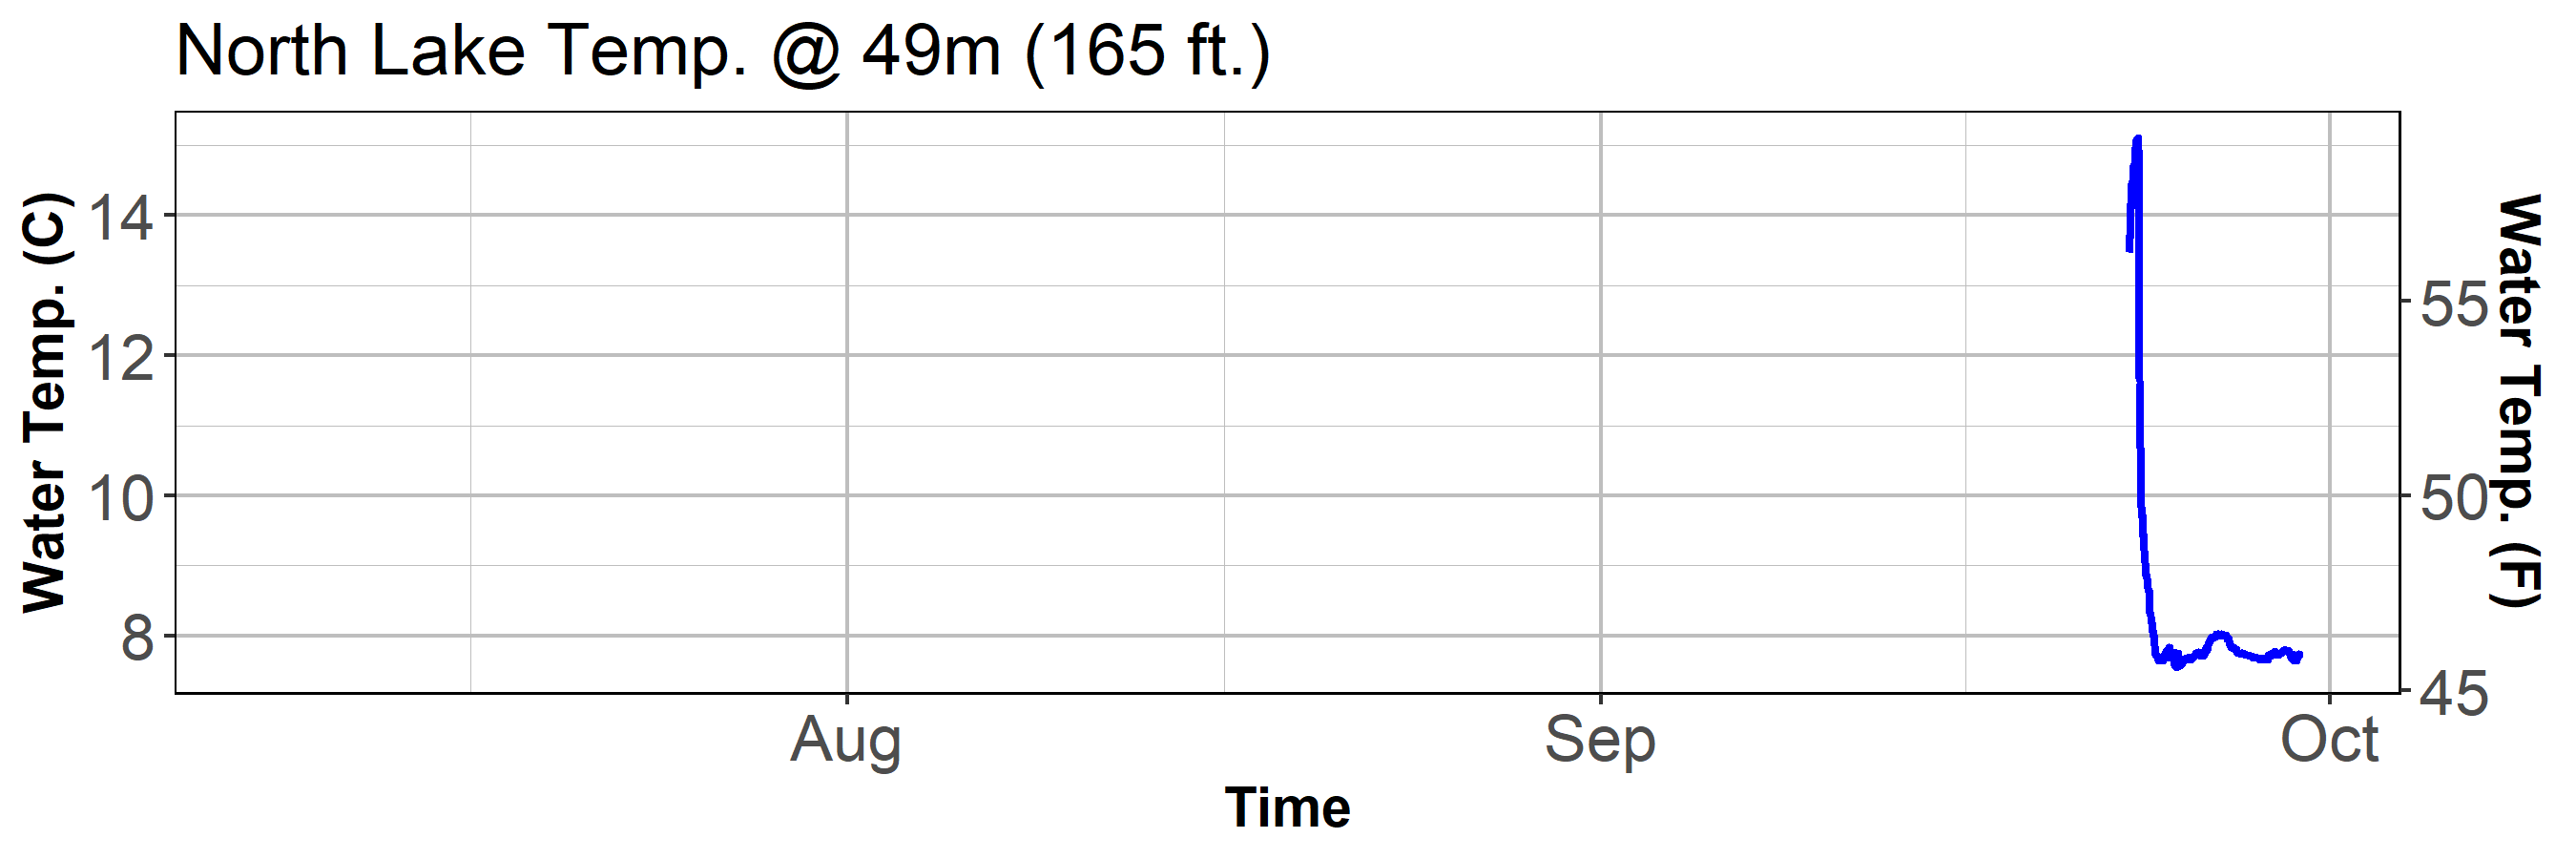 North Lake Temp. @ 49m (165 ft.)
Water Temp. (C)
14
12
10
8
55
50
45
Water Temp. (F)
Aug Sep Oct
Time